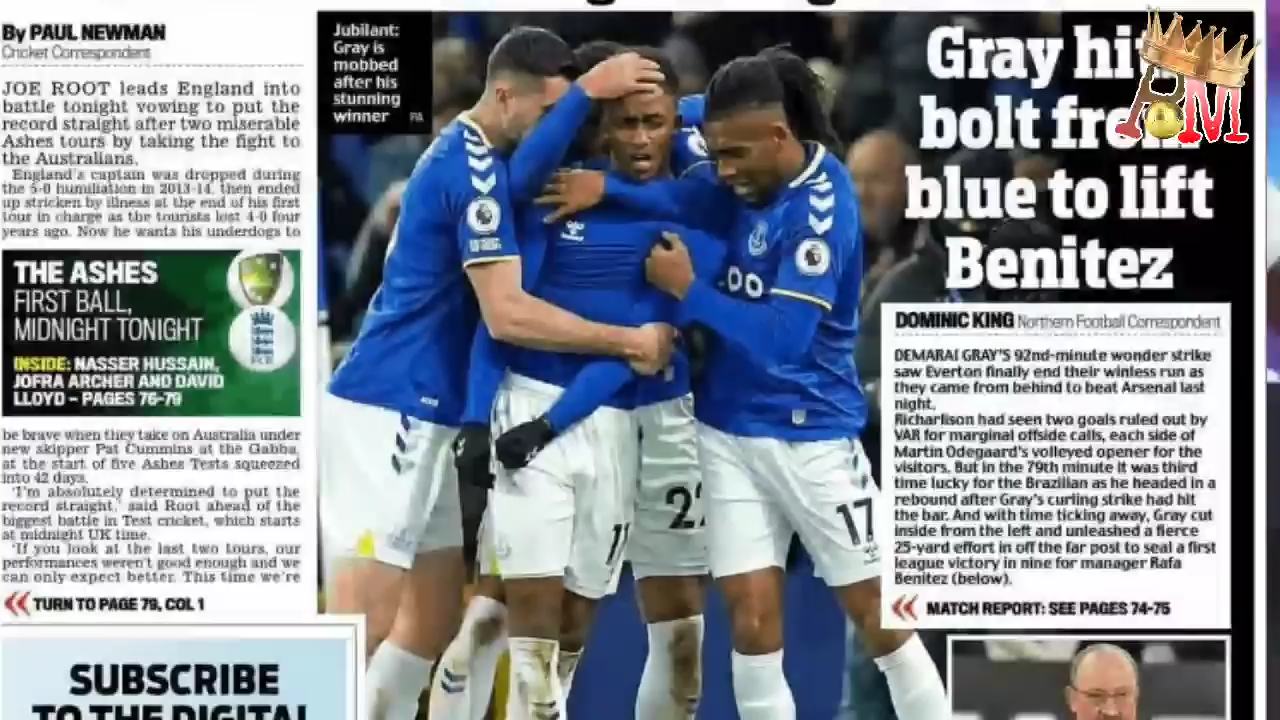 By PAUL NEWMAN
Cricket Correspondent
JOE ROOT leads England into
battle tonight vowing to put the
record straight after two miserable
Ashes tours by taking the fight to
the Australians.
England's captain was dropped during
the 5-0 humiliation in 2013-14, then ended
up stricken by illness at the end of his first
tour in charge as the tourists lost 4-0 four
years ago. Now he wants his underdogs to
THE ASHES
FIRST BALL,
MIDNIGHT TONIGHT
INSIDE: NASSER HUSSAIN,
JOFRA ARCHER AND DAVID
LLOYD – PAGES 76-79
be brave when they take on Australia under
new skipper Pat Cummins at the Gabba
at the start of five Ashes Tests squeezed
into 42 days.
'I'm absolutely determined to put the
record straight,' said Root ahead of the
biggest battle in Test cricket, which starts
at midnight UK time.
'If you look at the last two tours, our
performances weren't good enough and we
can only expect better. This time we're
TURN TO PAGE 79, COL 1
SUBSCRIBE
TO THE DIGITAL
Jubilant:
Gray is
mobbed
after his
stunning
winner PA
11
22
17
Gray hi
bolt fro
blue to lift
Benitez
DOMINIC KING Northern Football Correspondent
DEMARAI GRAY'S 92nd-minute wonder strike
saw Everton finally end their winless run as
they came from behind to beat Arsenal last
night.
Richarlison had seen two goals ruled out by
VAR for marginal offside calls, each side of
Martin Odegaard's volleyed opener for the
visitors. But in the 79th minute it was third
time lucky for the Brazilian as he headed in a
rebound after Gray's curling strike had hit
the bar. And with time ticking away, Gray cut
inside from the left and unleashed a fierce
25-yard effort in off the far post to seal a first
league victory in nine for manager Rafa
Benitez (below).
MATCH REPORT: SEE PAGES 74-75